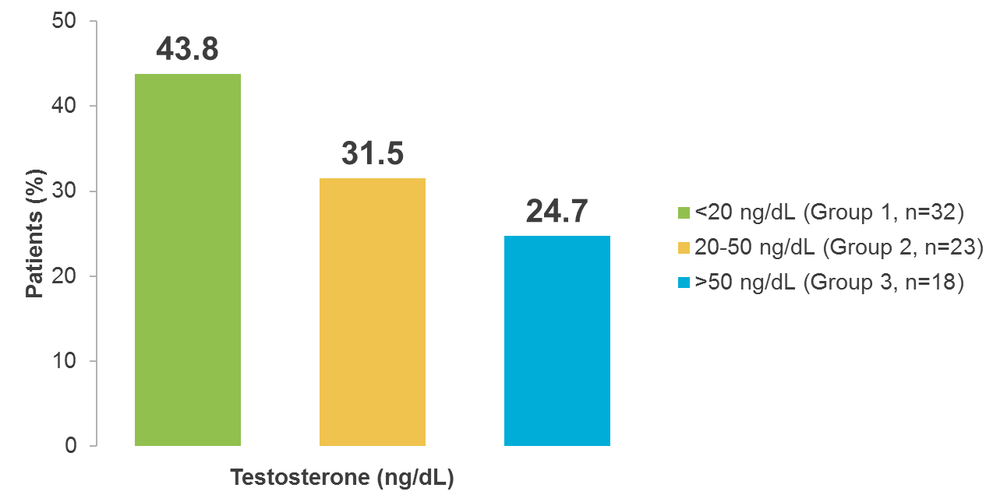 50
40
30
20
10
0
Patients (%)
43.8
31.5
24.7
Testosterone (ng/dL)
<20 ng/dL (Group 1, n=32)
20-50 ng/dL (Group 2, n=23)
>50 ng/dL (Group 3, n=18)